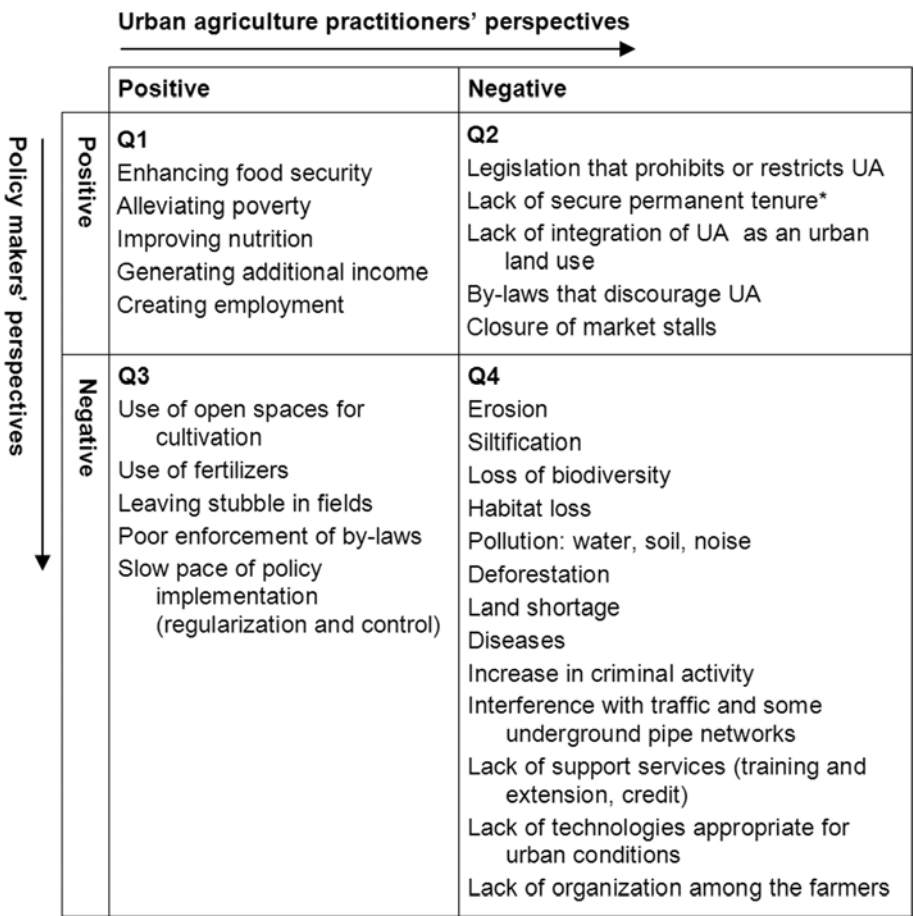 Urban agriculture practitioners’ perspectives
Positive
Negative
Policy makers’ perspectives
Positive
Q1
Enhancing food security
Alleviating poverty
Improving nutrition
Generating additional income
Creating employment
Q2
Legislation that prohibits or restricts UA
Lack of secure permanent tenure*
Lack of integration of UA as an urban
land use
By-laws that discourage UA
Closure of market stalls
Negative
Q3
Use of open spaces for
cultivation
Use of fertilizers
Leaving stubble in fields
Poor enforcement of by-laws
Slow pace of policy
implementation
(regularization and control)
Q4
Erosion
Siltification
Loss of biodiversity
Habitat loss
Pollution: water, soil, noise
Deforestation
Land shortage
Diseases
Increase in criminal activity
Interference with traffic and some
underground pipe networks
Lack of support services (training and
extension, credit)
Lack of technologies appropriate for
urban conditions
Lack of organization among the farmers